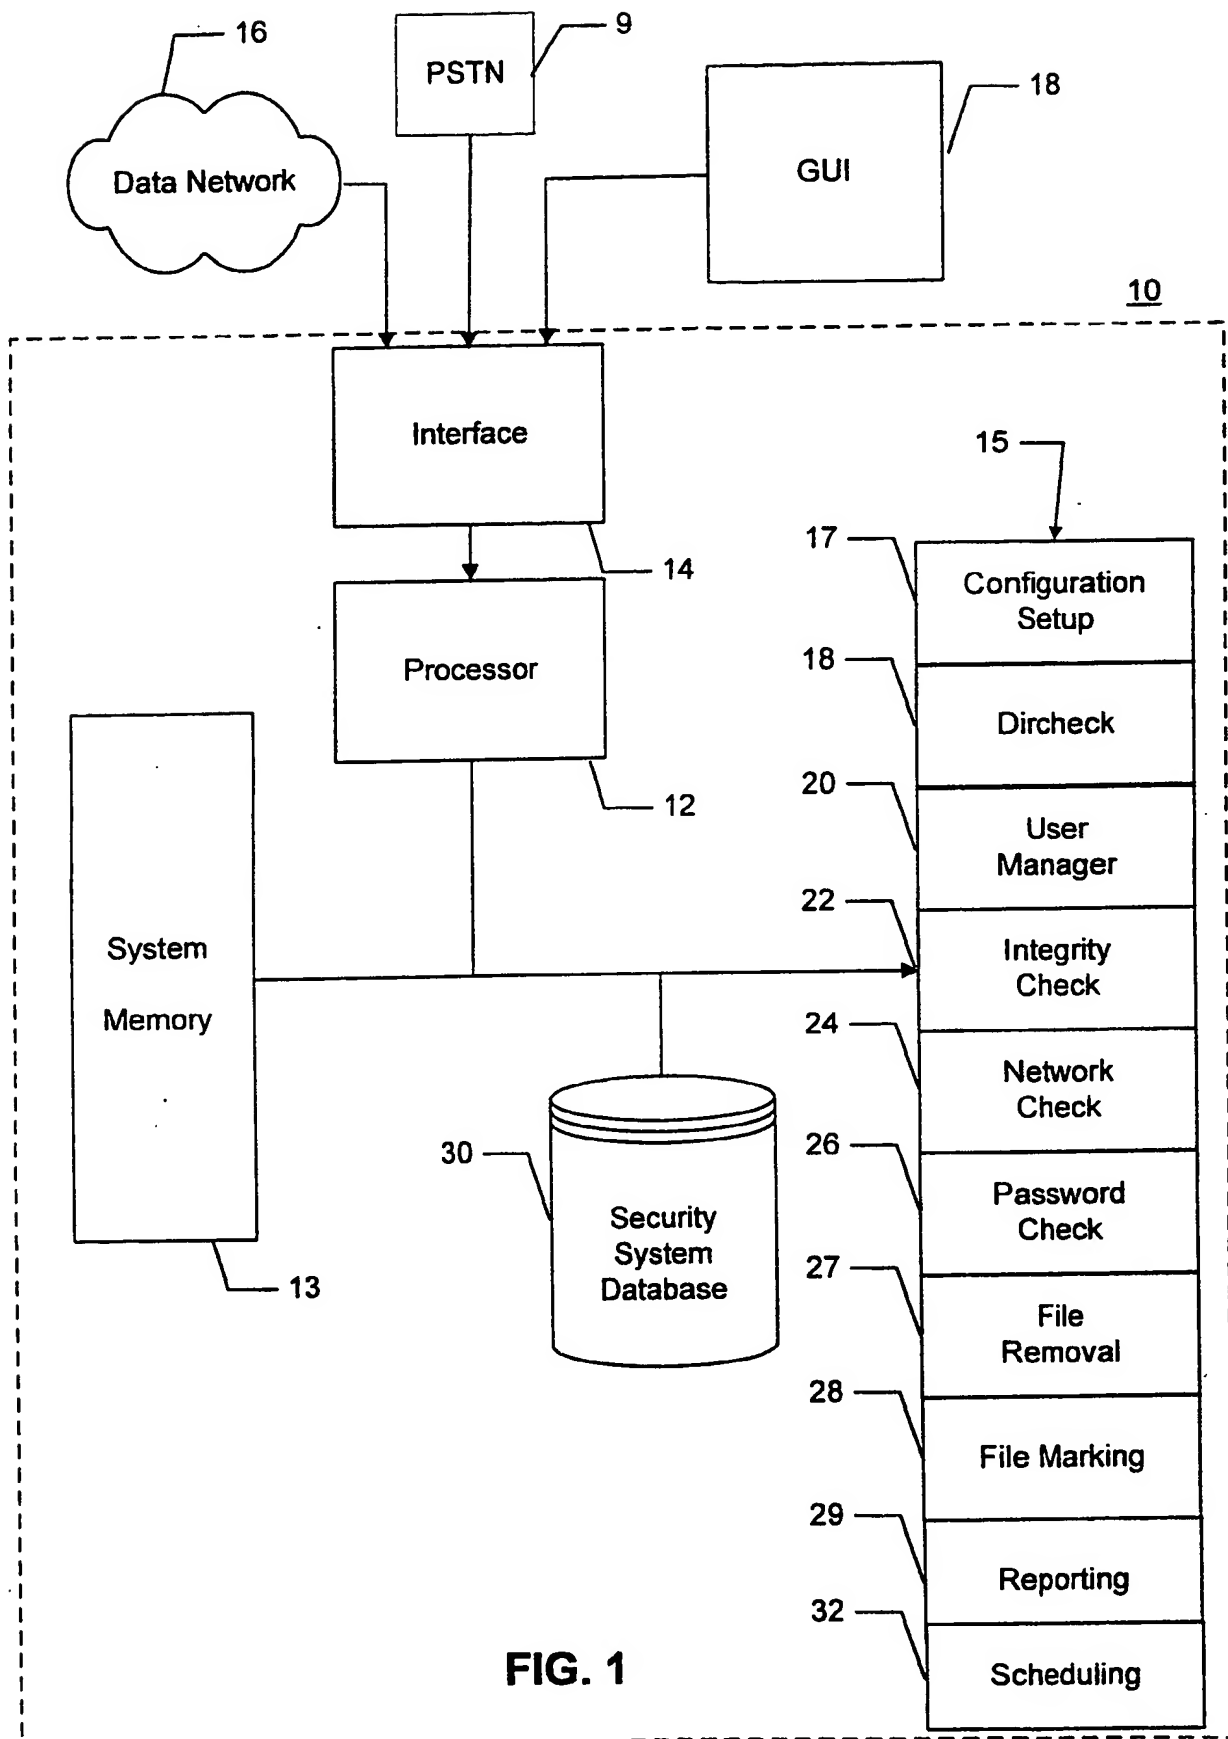 16
9
PSTN
18
Data Network
GUI
10
Interface
15
14
17
Configuration
Setup
Processor
18
Dircheck
12
20
User
Manager
System
Memory
22
Integrity
Check
24
Network
Check
30
Security
System
Database
26
Password
Check
13
27
File
Removal
28
File Marking
29
Reporting
32
Scheduling
FIG. 1